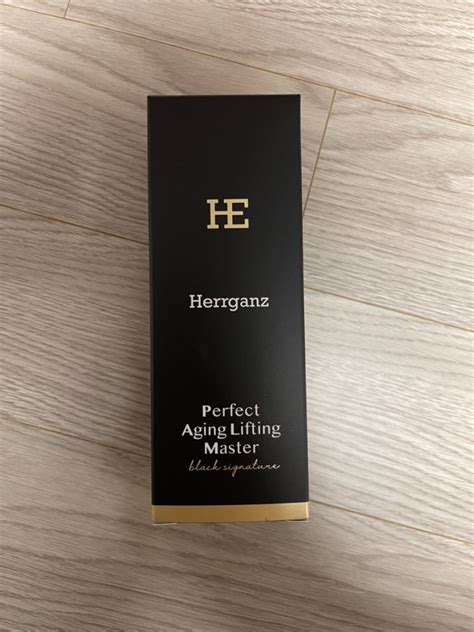 HE
Herrganz
Perfect
Aging Lifting
Master
black signature